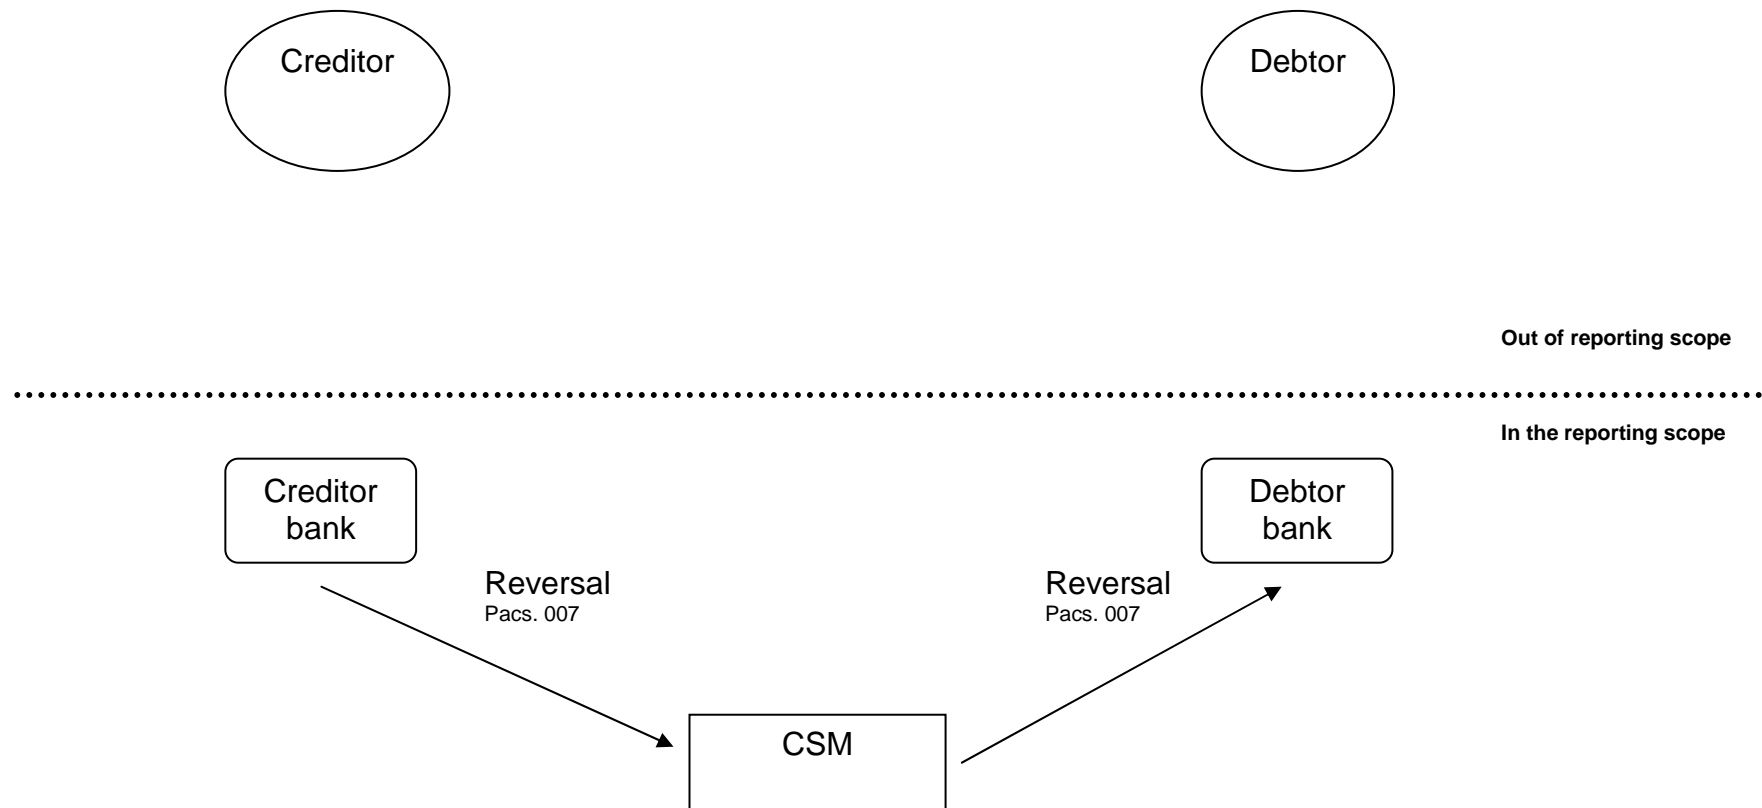 Creditor
Debtor
Out of reporting scope
In the reporting scope
Creditor
bank
Debtor
bank
Reversal
Pacs. 007
Reversal
Pacs. 007
CSM